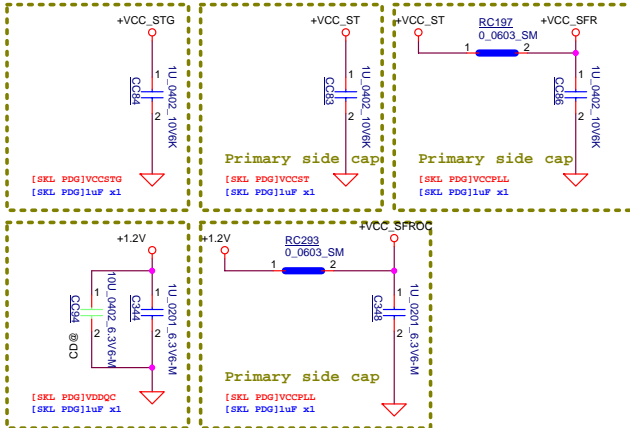 +VCC_STG
1
CC84
1U_0402_10V6K
2
[SKL PDG]VCCSTG
[SKL PDG]1uF x1
+VCC_ST
1
CC83
1U_0402_10V6K
2
Primary side cap
[SKL PDG]VCCST
[SKL PDG]1uF x1
+VCC_ST
RC197
0_0603_SM
1
2
+VCC_SFR
1
CC86
1U_0402_10V6K
2
Primary side cap
[SKL PDG]VCCPLL
[SKL PDG]1uF x1
+1.2V
1
CC94
10U_0402_6.3V6-M
2
CD@
1
C344
1U_0201_6.3V6-M
2
[SKL PDG]VDDQC
[SKL PDG]1uF x1
+1.2V
RC293
0_0603_SM
1
2
+VCC_SFROC
1
C348
1U_0201_6.3V6-M
2
Primary side cap
[SKL PDG]VCCPLL
[SKL PDG]1uF x1